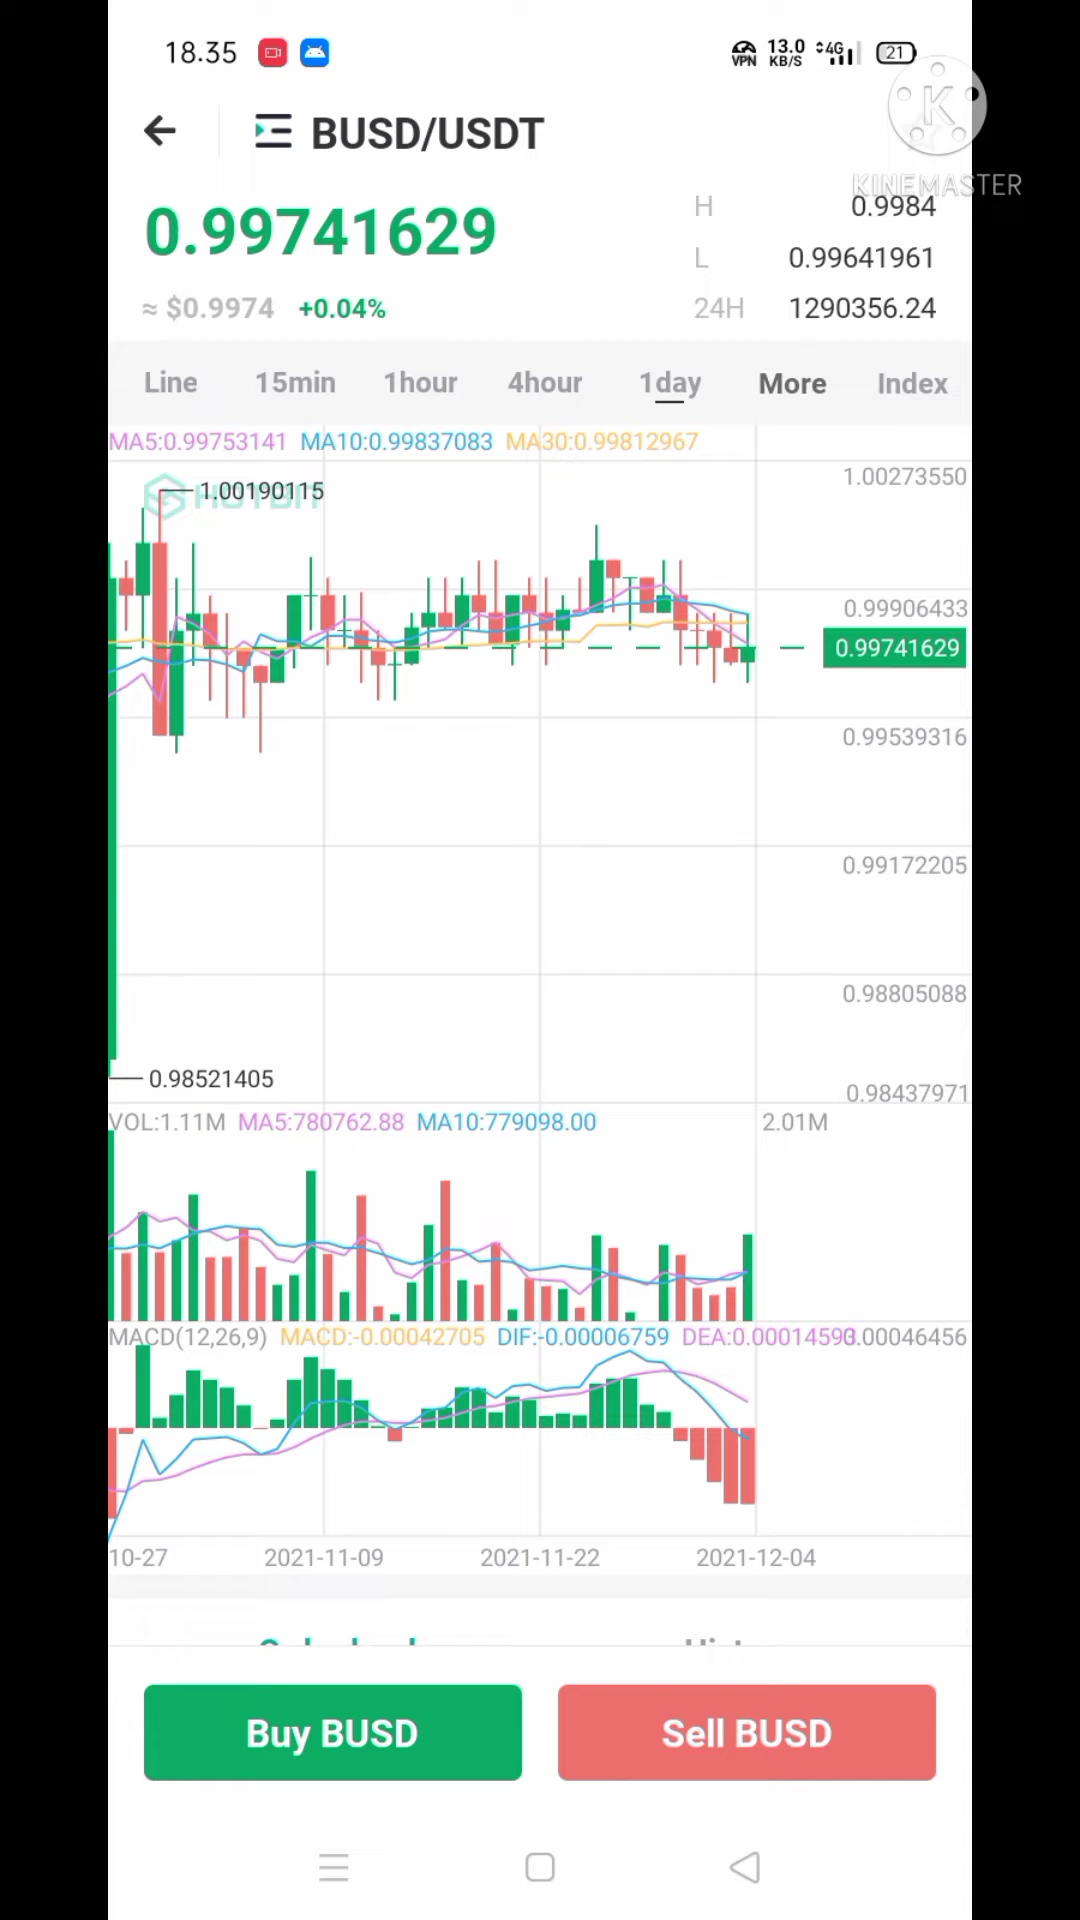 18.35 VPN 13.0 KB/S 4G 21
K
KINEMASTER
BUSD/USDT
0.99741629
≈ $0.9974 +0.04%
H 0.9984
L 0.99641961
24H 1290356.24
Line 15min 1hour 4hour 1day More Index
MA5:0.99753141 MA10:0.99837083 MA30:0.99812967
1.00273550
1.00190115
HOTBIT
0.99906433
0.99741629
0.99539316
0.99172205
0.98805088
0.98521405
0.98437971
VOL:1.11M MA5:780762.88 MA10:779098.00 2.01M
MACD(12,26,9) MACD:-0.00042705 DIF:-0.00006759 DEA:0.0001459 0.00046456
10-27 2021-11-09 2021-11-22 2021-12-04
Buy BUSD Sell BUSD